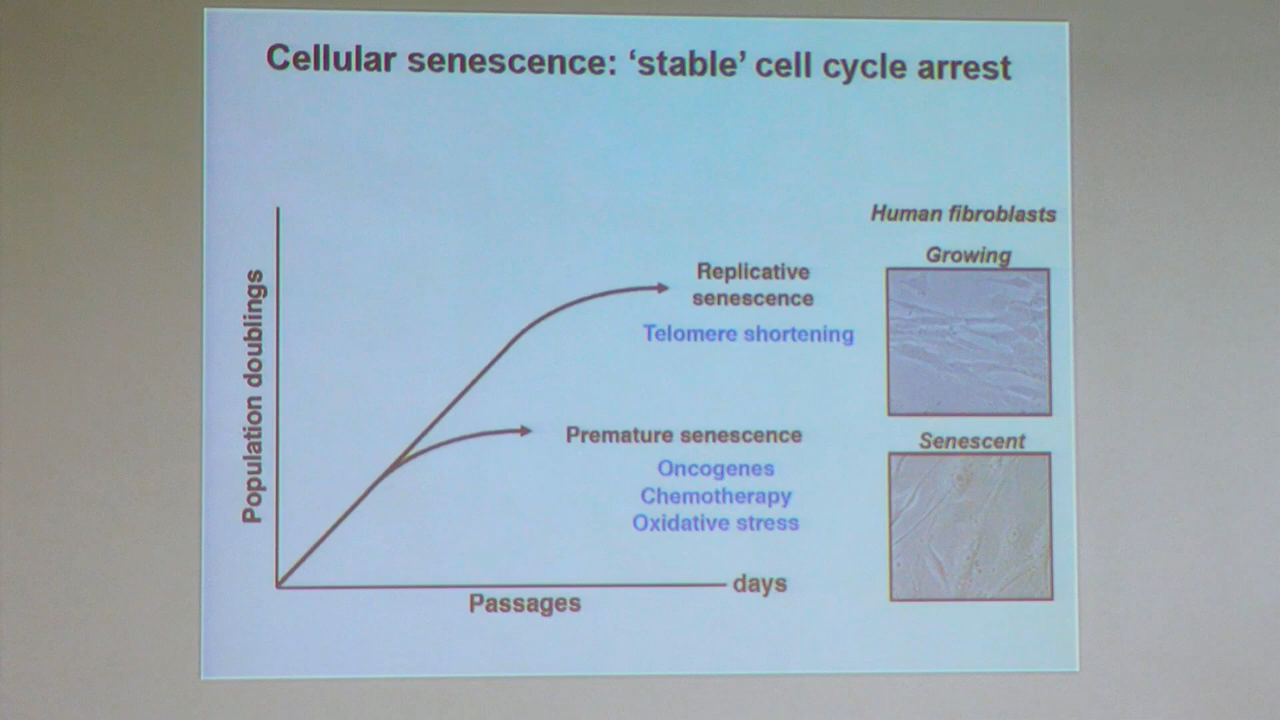 Cellular senescence: ‘stable’ cell cycle arrest
Human fibroblasts
Growing
Replicative
senescence
Telomere shortening
Population doublings
Premature senescence
Senescent
Oncogenes
Chemotherapy
Oxidative stress
days
Passages